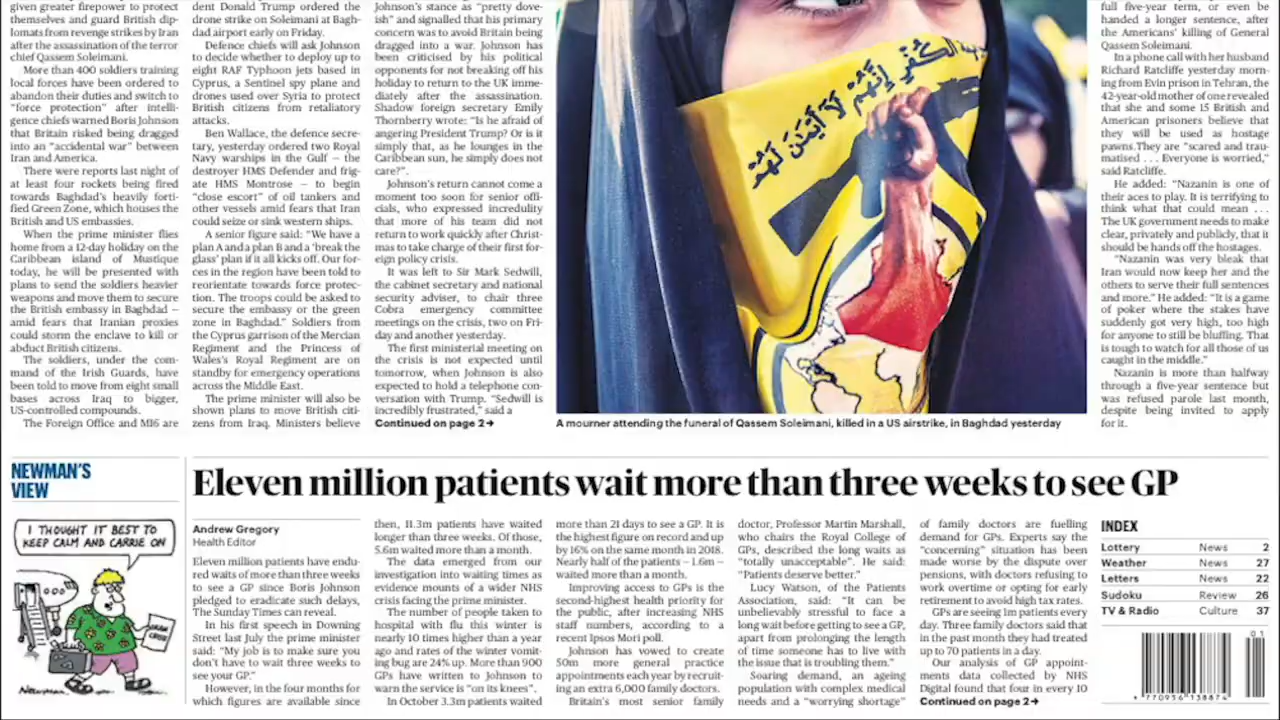 given greater firepower to protect
themselves and guard British dip-
lomats from revenge strikes by Iran
after the assassination of the terror
chief Qassem Soleimani.
More than 400 soldiers training
local forces have been ordered to
abandon their duties and switch to
"force protection" after intelli-
gence chiefs warned Boris Johnson
that Britain risked being dragged
into an "accidental war" between
Iran and America.
There were reports last night of
at least four rockets being fired
towards Baghdad's heavily forti-
fied Green Zone, which houses the
British and US embassies.
When the prime minister flies
home from a 12-day holiday on the
Caribbean island of Mustique
today, he will be presented with
plans to send the soldiers heavier
weapons and move them to secure
the British embassy in Baghdad —
amid fears that Iranian proxies
could storm the enclave to kill or
abduct British citizens.
The soldiers, under the com-
mand of the Irish Guards, have
been told to move from eight small
bases across Iraq to bigger,
US-controlled compounds.
The Foreign Office and MI6 are
dent Donald Trump ordered the
drone strike on Soleimani at Bagh-
dad airport early on Friday.
Defence chiefs will ask Johnson
to decide whether to deploy up to
eight RAF Typhoon jets based in
Cyprus, a Sentinel spy plane and
drones used over Syria to protect
British citizens from retaliatory
attacks.
Ben Wallace, the defence secre-
tary, yesterday ordered two Royal
Navy warships in the Gulf — the
destroyer HMS Defender and frig-
ate HMS Montrose — to begin
"close escort" of oil tankers and
other vessels amid fears that Iran
could seize or sink western ships.
A senior figure said: "We have a
plan A and a plan B and a 'break the
glass' plan if it all kicks off. Our for-
ces in the region have been told to
reorientate towards force protec-
tion. The troops could be asked to
secure the embassy or the green
zone in Baghdad." Soldiers from
the Cyprus garrison of the Mercian
Regiment and the Princess of
Wales's Royal Regiment are on
standby for emergency operations
across the Middle East.
The prime minister will also be
shown plans to move British citi-
zens from Iraq. Ministers believe
Johnson's stance as "pretty dove-
ish" and signalled that his primary
concern was to avoid Britain being
dragged into a war. Johnson has
been criticised by his political
opponents for not breaking off his
holiday to return to the UK imme-
diately after the assassination.
Shadow foreign secretary Emily
Thornberry wrote: "Is he afraid of
angering President Trump? Or is it
simply that, as he lounges in the
Caribbean sun, he simply does not
care?".
Johnson's return cannot come a
moment too soon for senior offi-
cials, who expressed incredulity
that more of his team did not
return to work quickly after Christ-
mas to take charge of their first for-
eign policy crisis.
It was left to Sir Mark Sedwill,
the cabinet secretary and national
security adviser, to chair three
Cobra emergency committee
meetings on the crisis, two on Fri-
day and another yesterday.
The first ministerial meeting on
the crisis is not expected until
tomorrow, when Johnson is also
expected to hold a telephone con-
versation with Trump. "Sedwill is
incredibly frustrated," said a
Continued on page 2→
A mourner attending the funeral of Qassem Soleimani, killed in a US airstrike, in Baghdad yesterday
full five-year term, or even be
handed a longer sentence, after
the Americans' killing of General
Qassem Soleimani.
In a phone call with her husband
Richard Ratcliffe yesterday morn-
ing from Evin prison in Tehran, the
42-year-old mother of one revealed
that she and some 15 British and
American prisoners believe that
they will be used as hostage
pawns. They are "scared and trau-
matised . . . Everyone is worried,"
said Ratcliffe.
He added: "Nazanin is one of
their aces to play. It is terrifying to
think what that could mean . . .
The UK government needs to make
clear, privately and publicly, that it
should be hands off the hostages.
"Nazanin was very bleak that
Iran would now keep her and the
others to serve their full sentences
and more." He added: "It is a game
of poker where the stakes have
suddenly got very high, too high
for anyone to still be bluffing. That
is tough to watch for all those of us
caught in the middle."
Nazanin is more than halfway
through a five-year sentence but
was refused parole last month,
despite being invited to apply
for it.
NEWMAN'S
VIEW
I THOUGHT IT BEST TO
KEEP CALM AND CARRIE ON
Newman
Eleven million patients wait more than three weeks to see GP
Andrew Gregory
Health Editor
Eleven million patients have endu-
red waits of more than three weeks
to see a GP since Boris Johnson
pledged to eradicate such delays,
The Sunday Times can reveal.
In his first speech in Downing
Street last July the prime minister
said: "My job is to make sure you
don't have to wait three weeks to
see your GP."
However, in the four months for
which figures are available since
then, 11.3m patients have waited
longer than three weeks. Of those,
5.6m waited more than a month.
The data emerged from our
investigation into waiting times as
evidence mounts of a wider NHS
crisis facing the prime minister.
The number of people taken to
hospital with flu this winter is
nearly 10 times higher than a year
ago and rates of the winter vomit-
ing bug are 24% up. More than 900
GPs have written to Johnson to
warn the service is "on its knees".
In October 3.3m patients waited
more than 21 days to see a GP. It is
the highest figure on record and up
by 16% on the same month in 2018.
Nearly half of the patients — 1.6m —
waited more than a month.
Improving access to GPs is the
second-highest health priority for
the public, after increasing NHS
staff numbers, according to a
recent Ipsos Mori poll.
Johnson has vowed to create
50m more general practice
appointments each year by recruit-
ing an extra 6,000 family doctors.
Britain's most senior family
doctor, Professor Martin Marshall,
who chairs the Royal College of
GPs, described the long waits as
"totally unacceptable". He said:
"Patients deserve better."
Lucy Watson, of the Patients
Association, said: "It can be
unbelievably stressful to face a
long wait before getting to see a GP,
apart from prolonging the length
of time someone has to live with
the issue that is troubling them."
Soaring demand, an ageing
population with complex medical
needs and a "worrying shortage"
of family doctors are fuelling
demand for GPs. Experts say the
"concerning" situation has been
made worse by the dispute over
pensions, with doctors refusing to
work overtime or opting for early
retirement to avoid high tax rates.
GPs are seeing 1m patients every
day. Three family doctors said that
in the past month they had treated
up to 70 patients in a day.
Our analysis of GP appoint-
ments data collected by NHS
Digital found that four in every 10
Continued on page 2→
INDEX
Lottery News 2
Weather News 27
Letters News 22
Sudoku Review 26
TV & Radio Culture 37
01
9 770956 138874